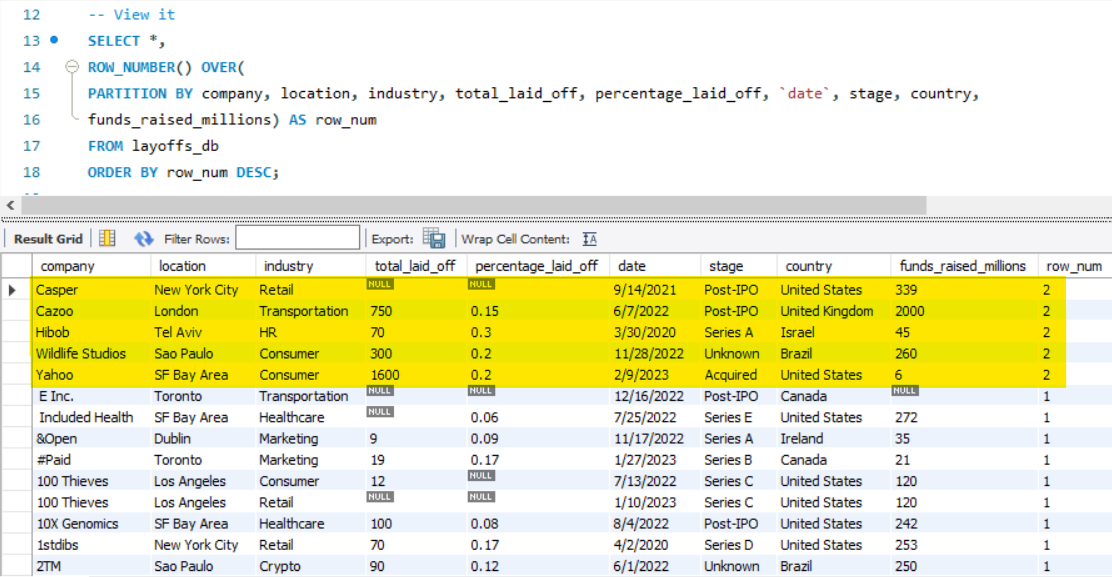 12 -- View it
13 SELECT *,
14 ROW_NUMBER() OVER(
15 PARTITION BY company, location, industry, total_laid_off, percentage_laid_off, `date`, stage, country,
16 funds_raised_millions) AS row_num
17 FROM layoffs_db
18 ORDER BY row_num DESC;
Result Grid Filter Rows: Export: Wrap Cell Content: IA
company location industry total_laid_off percentage_laid_off date stage country funds_raised_millions row_num
Casper New York City Retail NULL NULL 9/14/2021 Post-IPO United States 339 2
Cazoo London Transportation 750 0.15 6/7/2022 Post-IPO United Kingdom 2000 2
Hibob Tel Aviv HR 70 0.3 3/30/2020 Series A Israel 45 2
Wildlife Studios Sao Paulo Consumer 300 0.2 11/28/2022 Unknown Brazil 260 2
Yahoo SF Bay Area Consumer 1600 0.2 2/9/2023 Acquired United States 6 2
E Inc. Toronto Transportation NULL NULL 12/16/2022 Post-IPO Canada NULL 1
Included Health SF Bay Area Healthcare NULL 0.06 7/25/2022 Series E United States 272 1
&Open Dublin Marketing 9 0.09 11/17/2022 Series A Ireland 35 1
#Paid Toronto Marketing 19 0.17 1/27/2023 Series B Canada 21 1
100 Thieves Los Angeles Consumer 12 NULL 7/13/2022 Series C United States 120 1
100 Thieves Los Angeles Retail NULL NULL 1/10/2023 Series C United States 120 1
10X Genomics SF Bay Area Healthcare 100 0.08 8/4/2022 Post-IPO United States 242 1
1stdibs New York City Retail 70 0.17 4/2/2020 Series D United States 253 1
2TM Sao Paulo Crypto 90 0.12 6/1/2022 Unknown Brazil 250 1